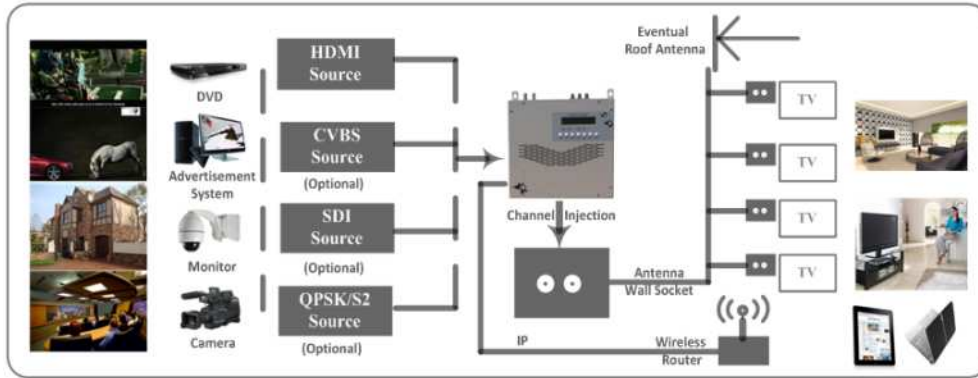 DVD
Advertisement
System
Monitor
Camera
HDMI
Source
CVBS
Source
(Optional)
SDI
Source
(Optional)
QPSK/S2
Source
(Optional)
Channel Injection
IP
Eventual
Roof Antenna
Antenna
Wall Socket
Wireless
Router
TV
TV
TV
TV